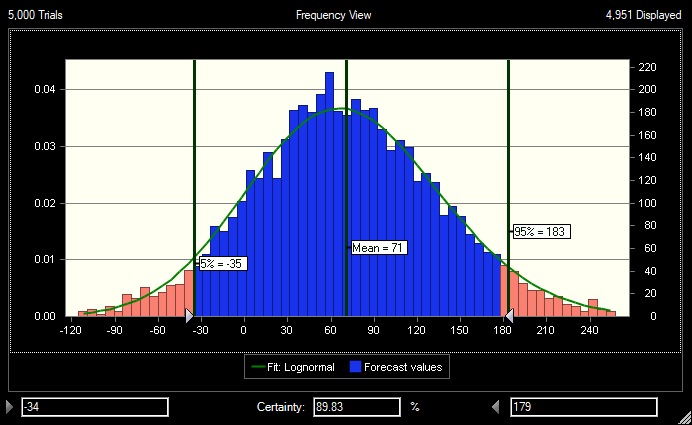 5,000 Trials Frequency View 4,951 Displayed
220
0.04 200
180
160
0.03 140
120
0.02 100
80
95% = 183
60
Mean = 71
0.01
5% = -35
40
20
0.00 0
-120 -90 -60 -30 0 30 60 90 120 150 180 210 240
Fit: Lognormal Forecast values
-34 Certainty: 89.83 % 179